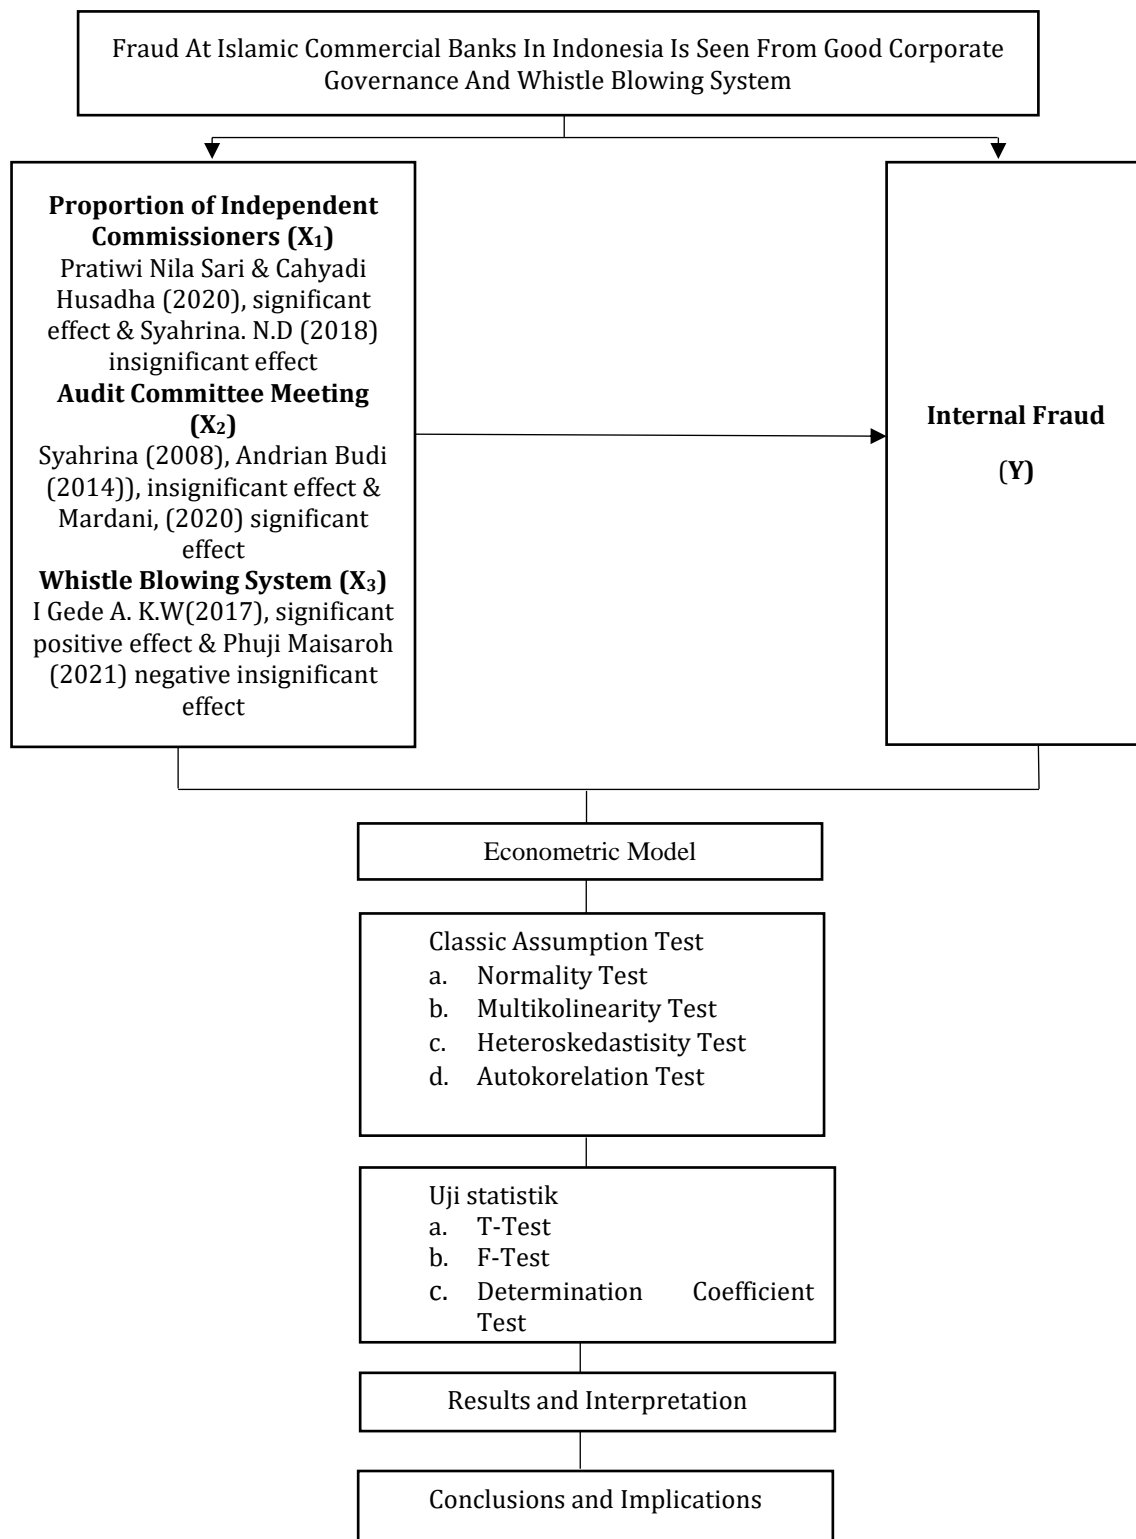 Fraud At Islamic Commercial Banks In Indonesia Is Seen From Good Corporate
Governance And Whistle Blowing System
Proportion of Independent
Commissioners (X₁)
Pratiwi Nila Sari & Cahyadi
Husadha (2020), significant
effect & Syahrina. N.D (2018)
insignificant effect
Audit Committee Meeting
(X₂)
Syahrina (2008), Andrian Budi
(2014)), insignificant effect &
Mardani, (2020) significant
effect
Whistle Blowing System (X₃)
I Gede A. K.W(2017), significant
positive effect & Phuji Maisaroh
(2021) negative insignificant
effect
Internal Fraud
(Y)
Econometric Model
Classic Assumption Test
a. Normality Test
b. Multikolinearity Test
c. Heteroskedastisity Test
d. Autokorelation Test
Uji statistik
a. T-Test
b. F-Test
c. Determination Coefficient
Test
Results and Interpretation
Conclusions and Implications